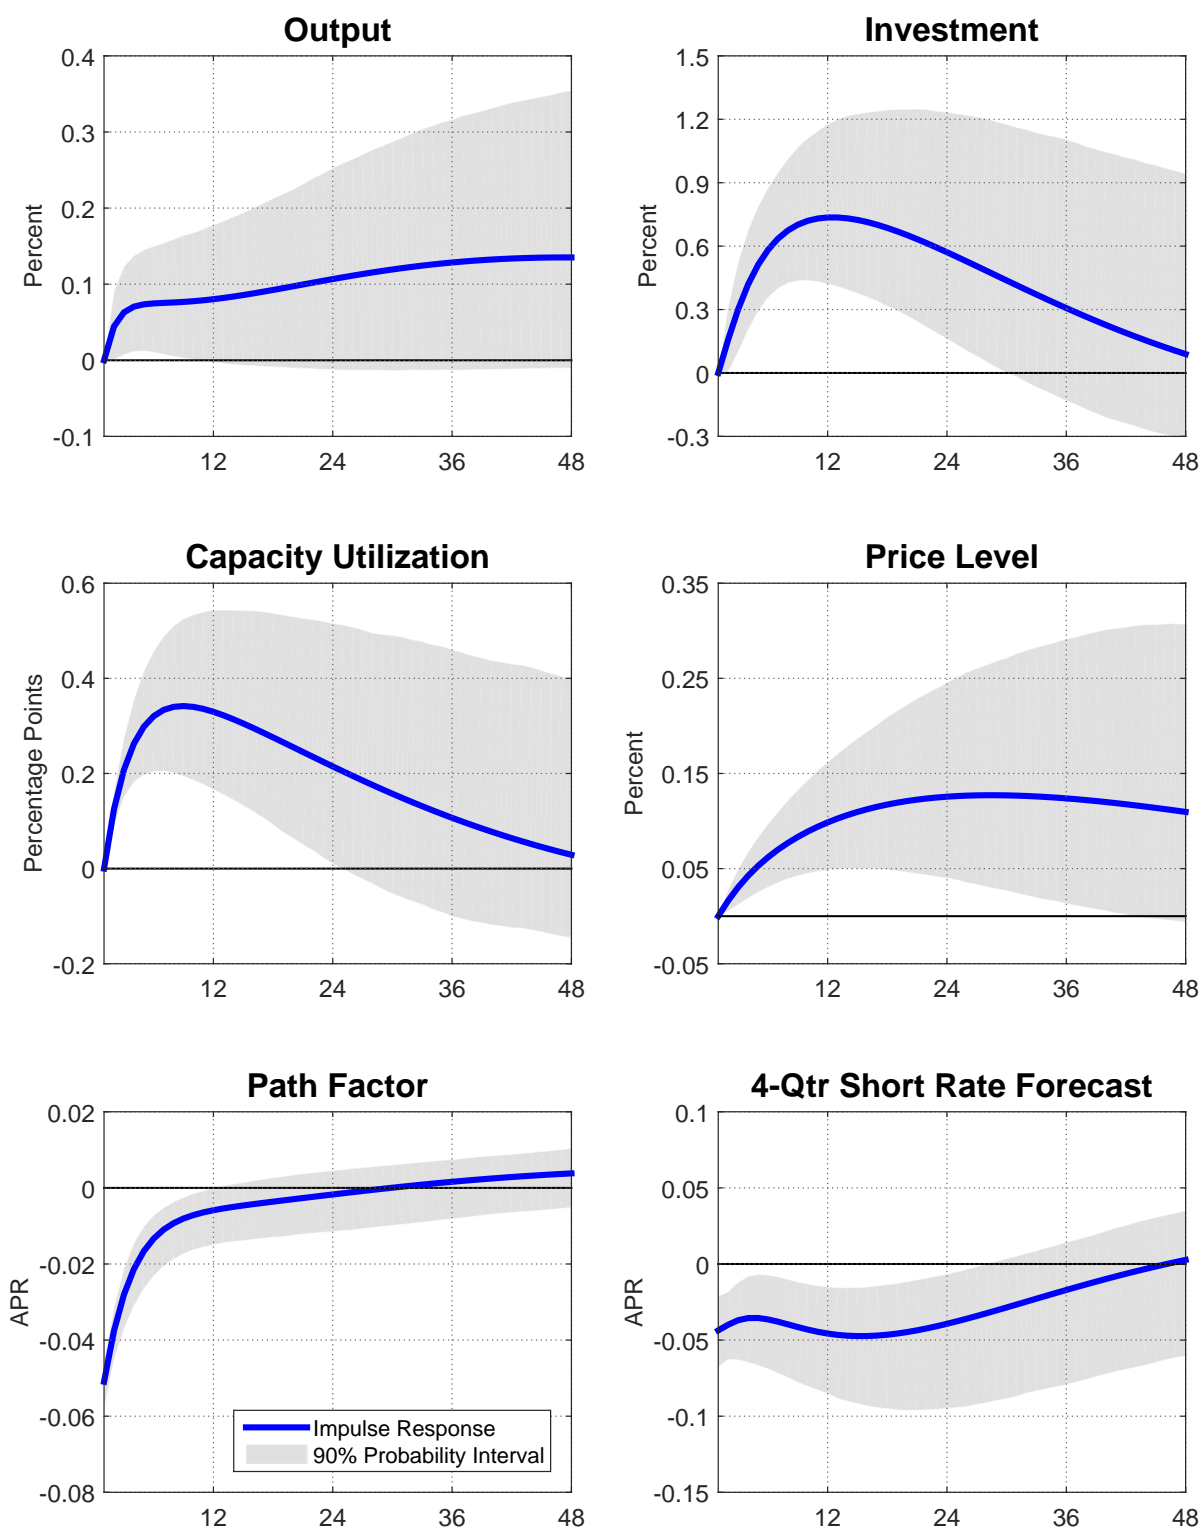 Output
Percent
0.4
0.3
0.2
0.1
0
-0.1
12 24 36 48
Investment
Percent
1.5
1.2
0.9
0.6
0.3
0
-0.3
12 24 36 48
Capacity Utilization
Percentage Points
0.6
0.4
0.2
0
-0.2
12 24 36 48
Price Level
Percent
0.35
0.25
0.15
0.05
-0.05
12 24 36 48
Path Factor
APR
0.02
0
-0.02
-0.04
-0.06
-0.08
12 24 36 48
Impulse Response
90% Probability Interval
4-Qtr Short Rate Forecast
APR
0.1
0.05
0
-0.05
-0.1
-0.15
12 24 36 48